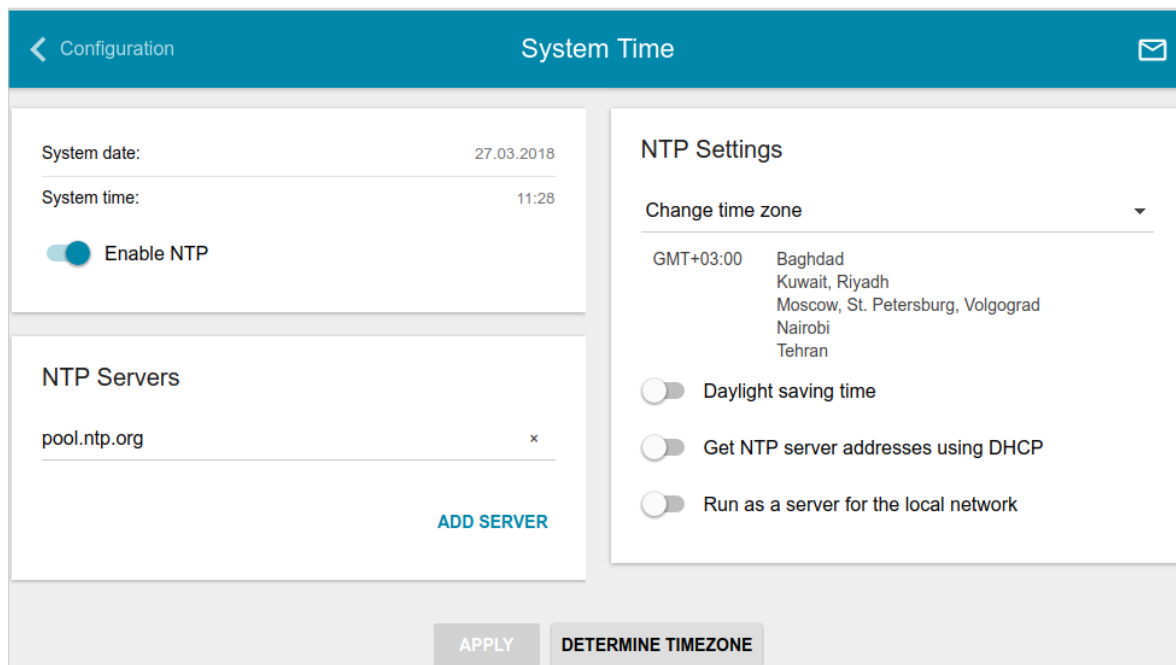 Configuration
System Time
System date:
27.03.2018
System time:
11:28
Enable NTP
NTP Servers
pool.ntp.org
×
ADD SERVER
NTP Settings
Change time zone
GMT+03:00
Baghdad
Kuwait, Riyadh
Moscow, St. Petersburg, Volgograd
Nairobi
Tehran
Daylight saving time
Get NTP server addresses using DHCP
Run as a server for the local network
APPLY
DETERMINE TIMEZONE